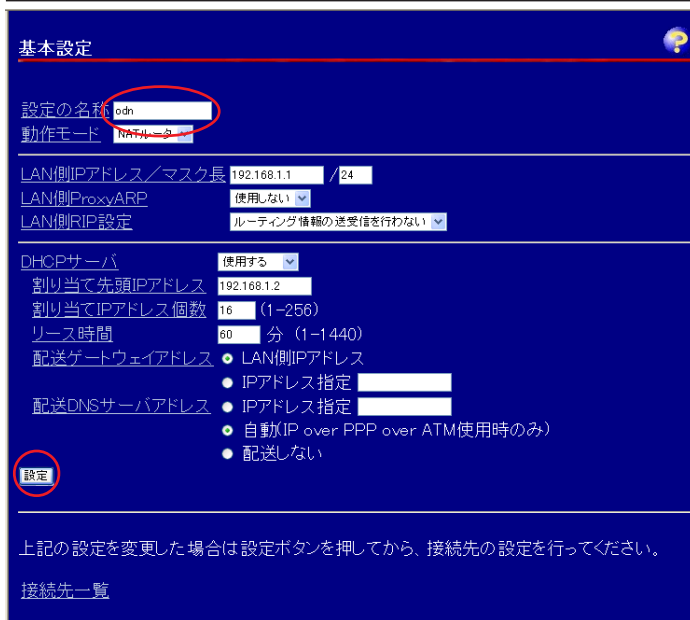 基本設定
設定の名称 odn
動作モード NATルータ
LAN側IPアドレス／マスク長 192.168.1.1 /24
LAN側ProxyARP 使用しない
LAN側RIP設定 ルーティング情報の送受信を行わない
DHCPサーバ 使用する
割り当て先頭IPアドレス 192.168.1.2
割り当てIPアドレス個数 16 (1-256)
リース時間 60 分 (1-1440)
配送ゲートウェイアドレス LAN側IPアドレス
IPアドレス指定
配送DNSサーバアドレス IPアドレス指定
自動(IP over PPP over ATM使用時のみ)
配送しない
設定
上記の設定を変更した場合は設定ボタンを押してから、接続先の設定を行ってください。
接続先一覧